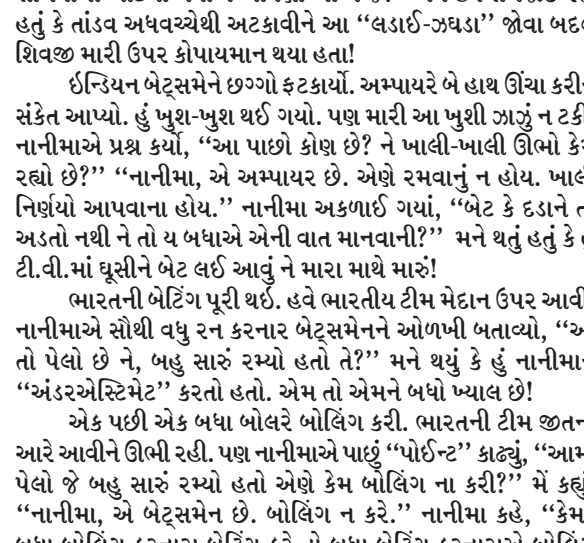 હતું કે તાંડવ અધવચ્ચેથી અટકાવીને આ “લડાઈ-ઝઘડા” જોવા બદલ
શિવજી મારી ઉપર કોપાયમાન થયા હતા!
ઇન્ડિયન બેટ્સમેને છગ્ગો ફટકાર્યો. અમ્પાયરે બે હાથ ઊંચા કરીને
સંકેત આપ્યો. હું ખુશ-ખુશ થઈ ગયો. પણ મારી આ ખુશી ઝાઝું ન ટકી
નાનીમાએ પ્રશ્ન કર્યો, “આ પાછો કોણ છે? ને ખાલી-ખાલી ઊભો કેમ
રહ્યો છે?” “નાનીમા, એ અમ્પાયર છે. એણે રમવાનું ન હોય. ખાલી
નિર્ણયો આપવાના હોય.” નાનીમા અકળાઈ ગયાં, “બેટ કે દડાને ત
અડતો નથી ને તો ય બધાએ એની વાત માનવાની?” મને થતું હતું કે હ
ટી.વી.માં ઘૂસીને બેટ લઈ આવું ને મારા માથે મારું!
ભારતની બેટિંગ પૂરી થઇ. હવે ભારતીય ટીમ મેદાન ઉપર આવી
નાનીમાએ સૌથી વધુ રન કરનાર બેટ્સમેનને ઓળખી બતાવ્યો, “આ
તો પેલો છે ને, બહુ સારું રમ્યો હતો તે?” મને થયું કે હું નાનીમાન
“અંડરએસ્ટિમેટ” કરતો હતો. એમ તો એમને બધો ખ્યાલ છે!
એક પછી એક બધા બોલરે બોલિંગ કરી. ભારતની ટીમ જીતન
આરે આવીને ઊભી રહી. પણ નાનીમાએ પાછું “પોઈન્ટ” કાઢ્યું, “આમ
પેલો જે બહુ સારું રમ્યો હતો એણે કેમ બોલિંગ ના કરી?” મેં કહ્યું
“નાનીમા, એ બેટ્સમેન છે. બોલિંગ ન કરે.” નાનીમા કહે, “કેમ